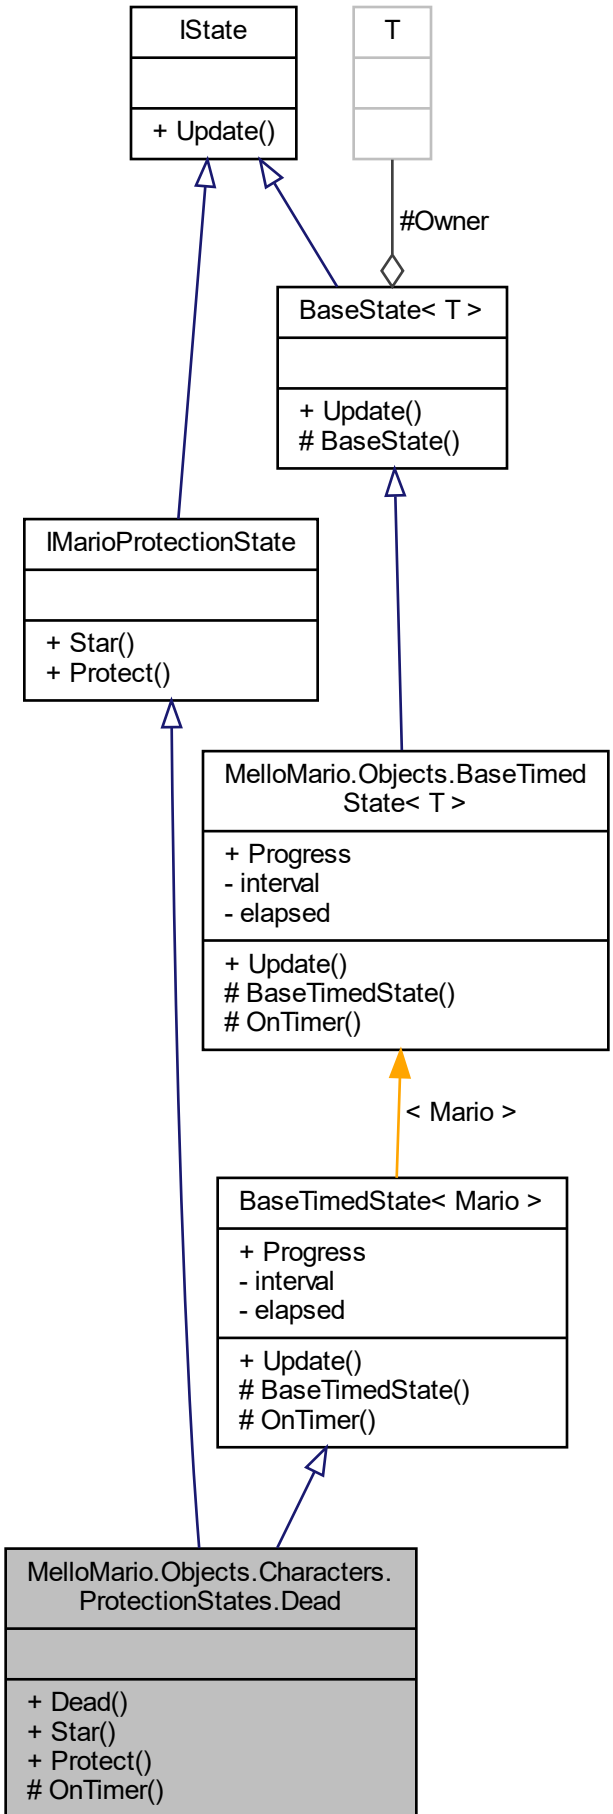 IState
+ Update()
T
#Owner
BaseState< T >
+ Update()
# BaseState()
IMarioProtectionState
+ Star()
+ Protect()
MelloMario.Objects.BaseTimed
State< T >
+ Progress
- interval
- elapsed
+ Update()
# BaseTimedState()
# OnTimer()
< Mario >
BaseTimedState< Mario >
+ Progress
- interval
- elapsed
+ Update()
# BaseTimedState()
# OnTimer()
MelloMario.Objects.Characters.
ProtectionStates.Dead
+ Dead()
+ Star()
+ Protect()
# OnTimer()